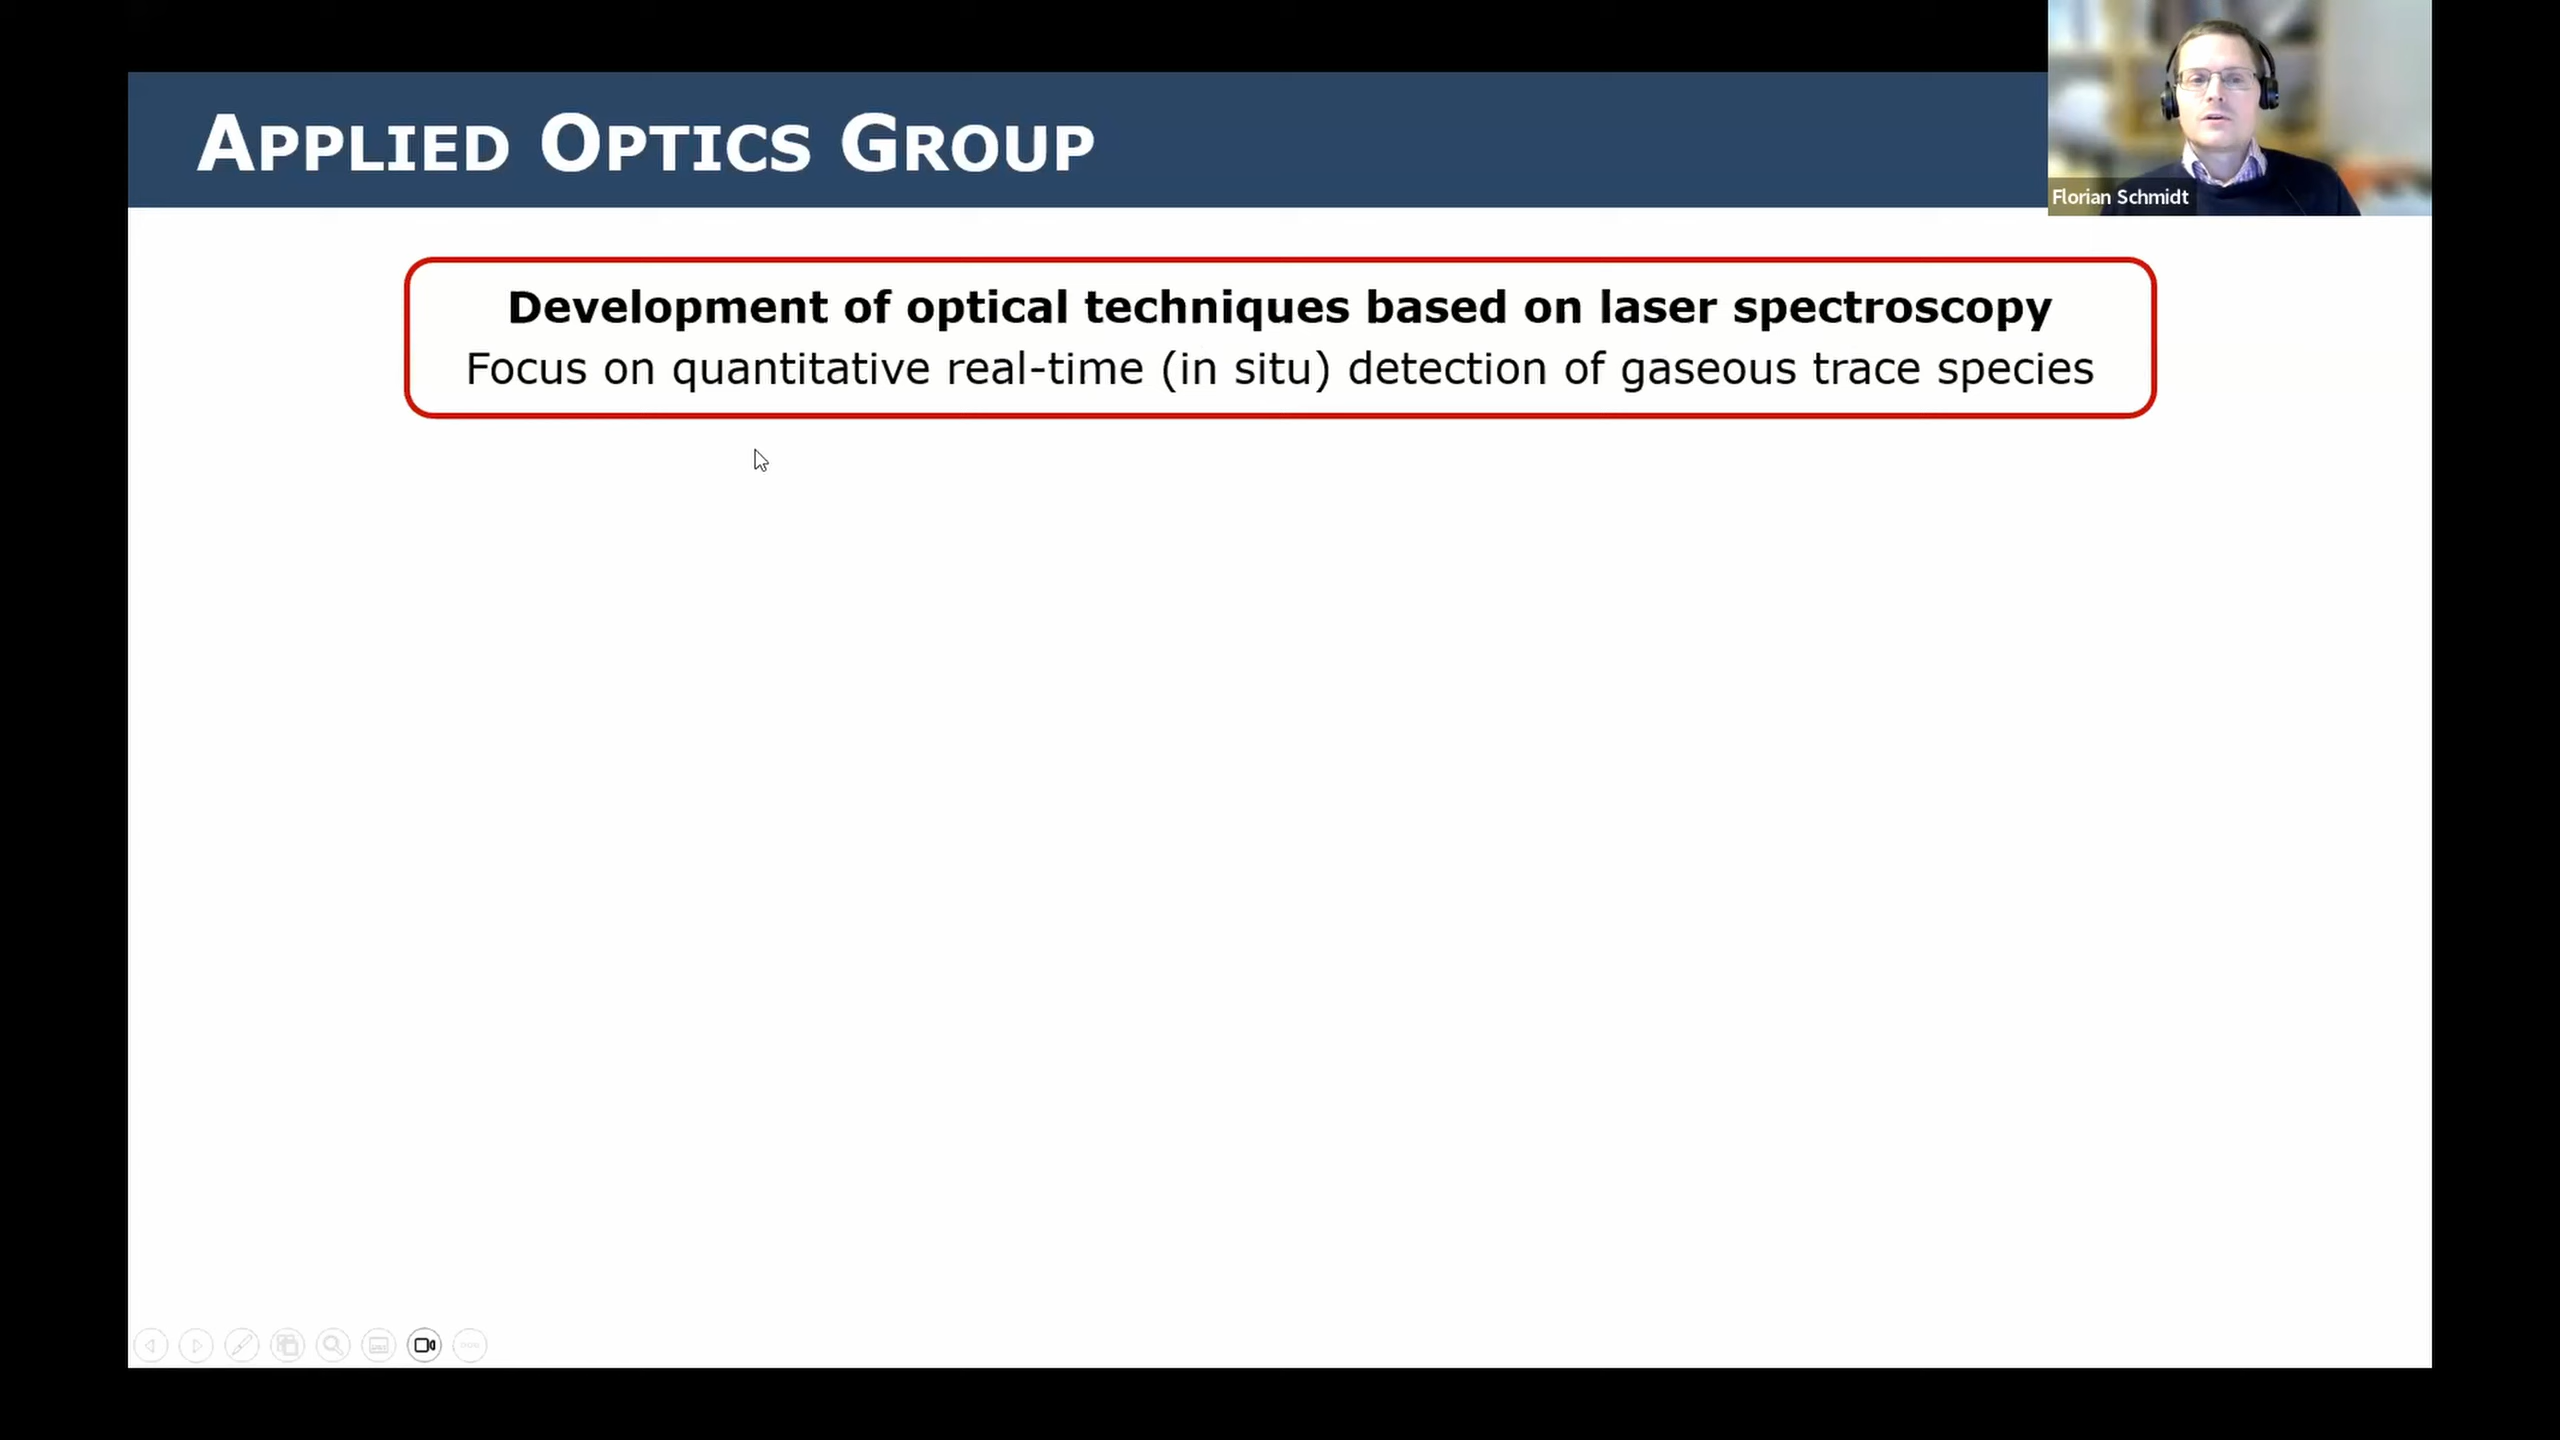 APPLIED OPTICS GROUP
Florian Schmidt
Development of optical techniques based on laser spectroscopy
Focus on quantitative real-time (in situ) detection of gaseous trace species